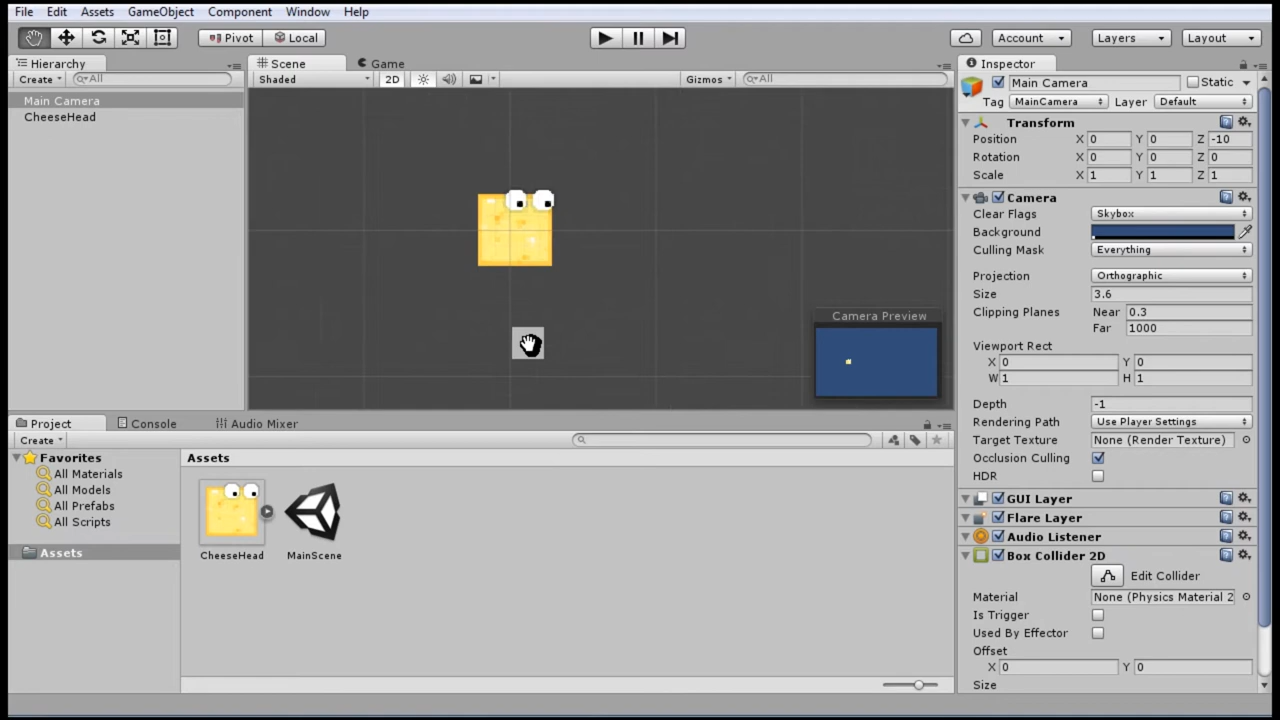 File Edit Assets GameObject Component Window Help
Pivot Local Account Layers Layout
Hierarchy
Create All
Main Camera
CheeseHead
Scene Game
Shaded 2D Gizmos All
Camera Preview
Inspector
Main Camera Static
Tag MainCamera Layer Default
Transform
Position X 0 Y 0 Z -10
Rotation X 0 Y 0 Z 0
Scale X 1 Y 1 Z 1
Camera
Clear Flags Skybox
Background
Culling Mask Everything
Projection Orthographic
Size 3.6
Clipping Planes Near 0.3
Far 1000
Viewport Rect
X 0 Y 0
W 1 H 1
Depth -1
Rendering Path Use Player Settings
Target Texture None (Render Texture)
Occlusion Culling
HDR
GUI Layer
Flare Layer
Audio Listener
Box Collider 2D
Edit Collider
Material None (Physics Material 2
Is Trigger
Used By Effector
Offset
X 0 Y 0
Size
Project Console Audio Mixer
Create
Favorites
All Materials
All Models
All Prefabs
All Scripts
Assets
Assets
CheeseHead MainScene